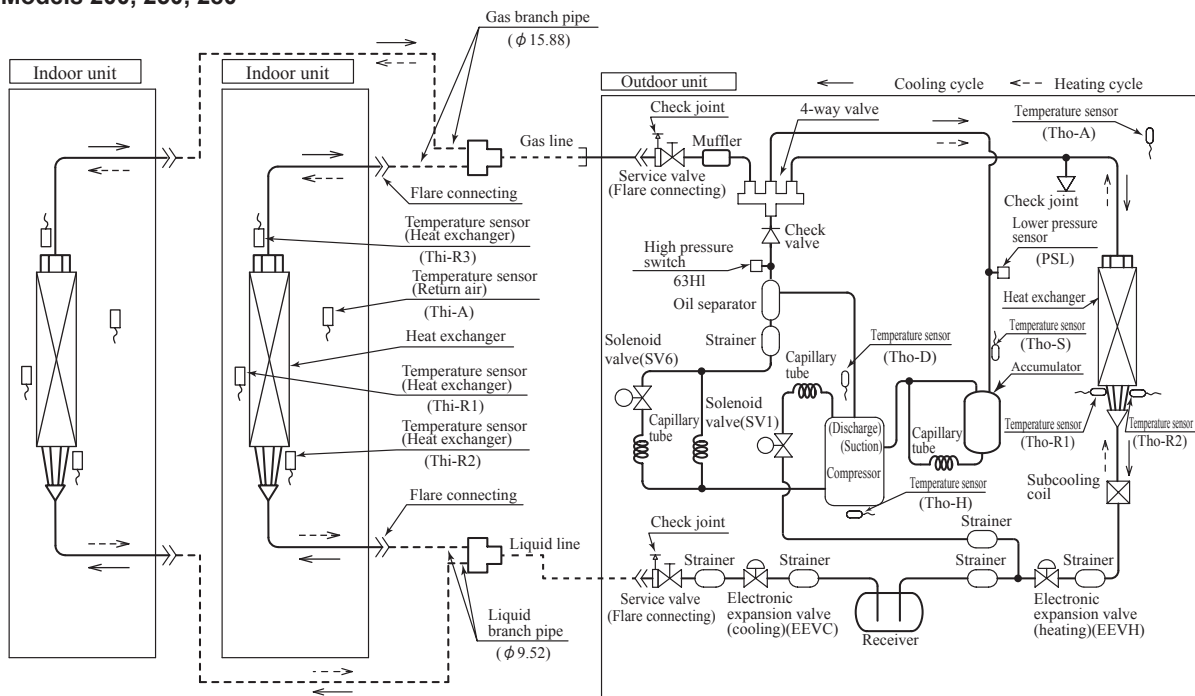 Models 200, 250, 280
Gas branch pipe
(ϕ 15.88)
Indoor unit
Indoor unit
Outdoor unit
Cooling cycle
Heating cycle
Check joint
4-way valve
Temperature sensor
(Tho-A)
Gas line
Muffler
Service valve
(Flare connecting)
Check joint
Flare connecting
Temperature sensor
(Heat exchanger)
(Thi-R3)
Check
valve
High pressure
switch
63Hl
Lower pressure
sensor
(PSL)
Temperature sensor
(Return air)
(Thi-A)
Oil separator
Heat exchanger
Heat exchanger
Strainer
Solenoid
valve(SV6)
Capillary
tube
Temperature sensor
(Tho-D)
Temperature sensor
(Tho-S)
Accumulator
Temperature sensor
(Heat exchanger)
(Thi-R1)
Solenoid
valve(SV1)
Capillary
tube
(Discharge)
(Suction)
Compressor
Capillary
tube
Temperature sensor
(Tho-R1)
Temperature sensor
(Tho-R2)
Temperature sensor
(Heat exchanger)
(Thi-R2)
Temperature sensor
(Tho-H)
Subcooling
coil
Flare connecting
Check joint
Strainer
Liquid line
Strainer
Strainer
Strainer
Strainer
Service valve
(Flare connecting)
Electronic
expansion valve
(cooling)(EEVC)
Receiver
Electronic
expansion valve
(heating)(EEVH)
Liquid
branch pipe
(ϕ 9.52)